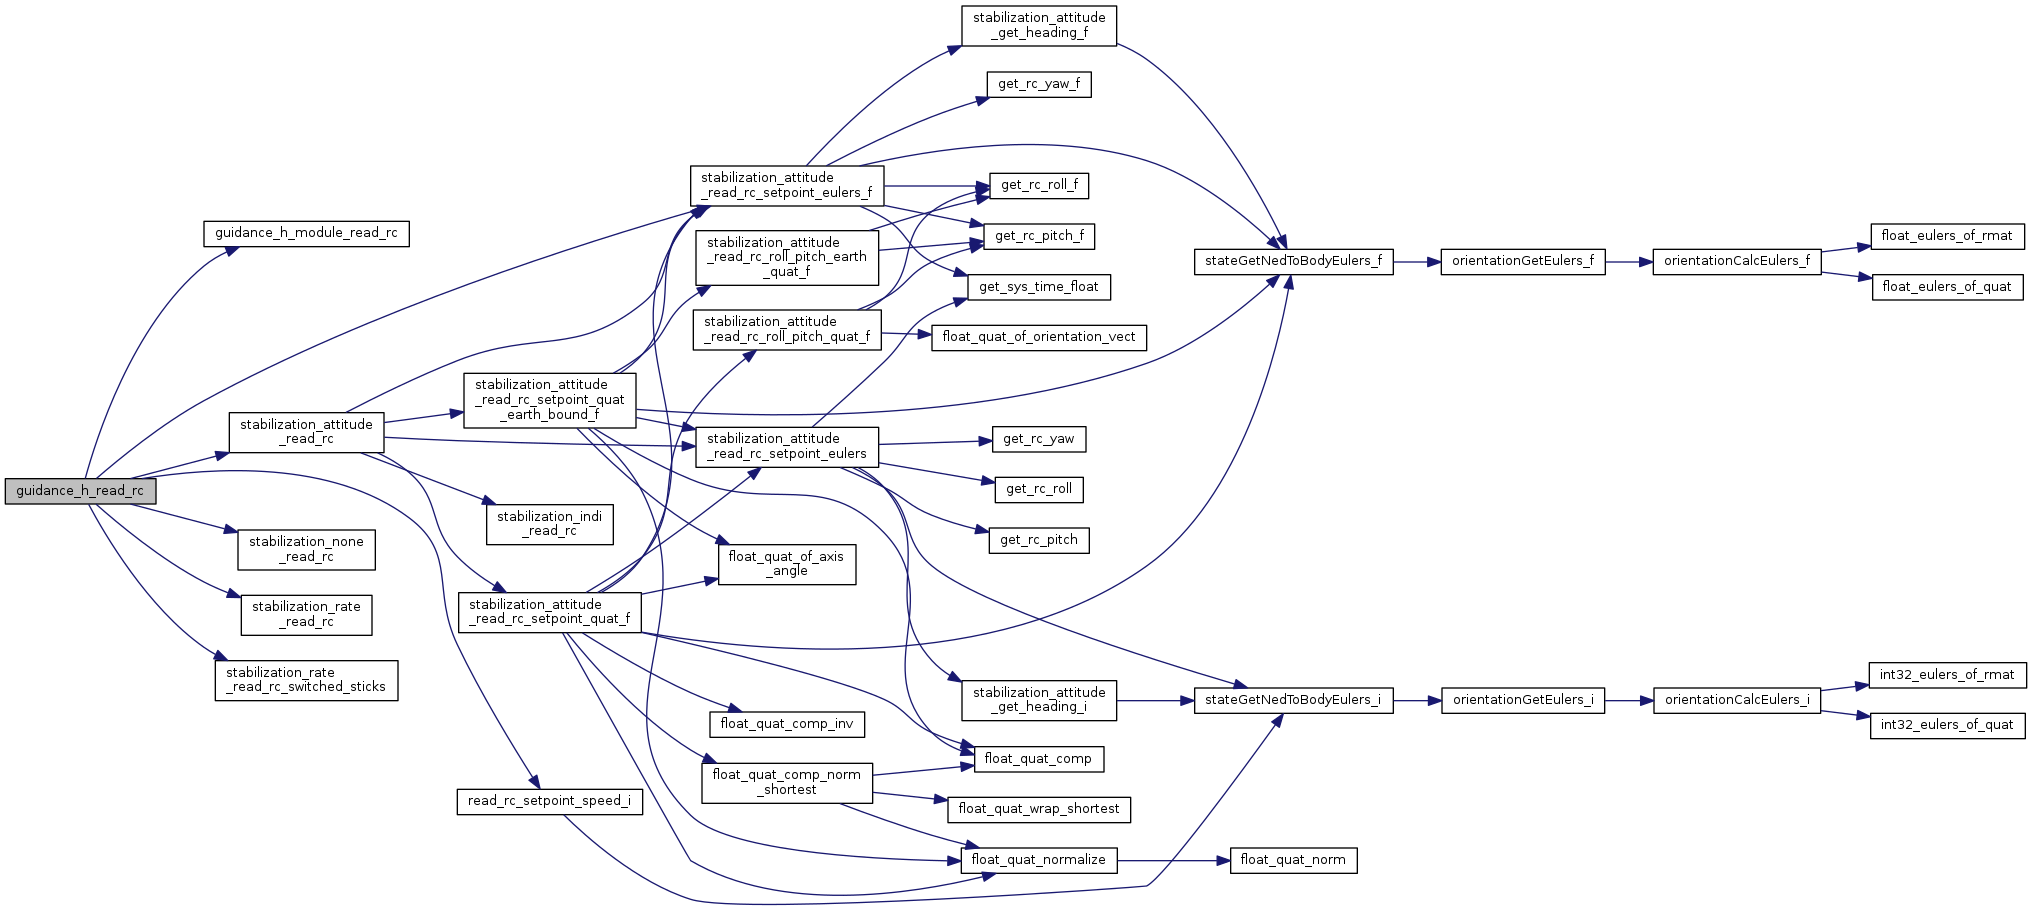 guidance_h_read_rc
guidance_h_module_read_rc
stabilization_attitude
_read_rc
stabilization_none
_read_rc
stabilization_rate
_read_rc
stabilization_rate
_read_rc_switched_sticks
stabilization_attitude
_read_rc_setpoint_quat
_earth_bound_f
stabilization_indi
_read_rc
stabilization_attitude
_read_rc_setpoint_quat_f
read_rc_setpoint_speed_i
stabilization_attitude
_read_rc_setpoint_eulers_f
stabilization_attitude
_read_rc_roll_pitch_earth
_quat_f
stabilization_attitude
_read_rc_roll_pitch_quat_f
stabilization_attitude
_read_rc_setpoint_eulers
float_quat_of_axis
_angle
float_quat_comp_inv
float_quat_comp_norm
_shortest
stabilization_attitude
_get_heading_f
get_rc_yaw_f
get_rc_roll_f
get_rc_pitch_f
get_sys_time_float
float_quat_of_orientation_vect
get_rc_yaw
get_rc_roll
get_rc_pitch
stabilization_attitude
_get_heading_i
float_quat_comp
float_quat_wrap_shortest
float_quat_normalize
stateGetNedToBodyEulers_f
stateGetNedToBodyEulers_i
float_quat_norm
orientationGetEulers_f
orientationGetEulers_i
orientationCalcEulers_f
orientationCalcEulers_i
float_eulers_of_rmat
float_eulers_of_quat
int32_eulers_of_rmat
int32_eulers_of_quat